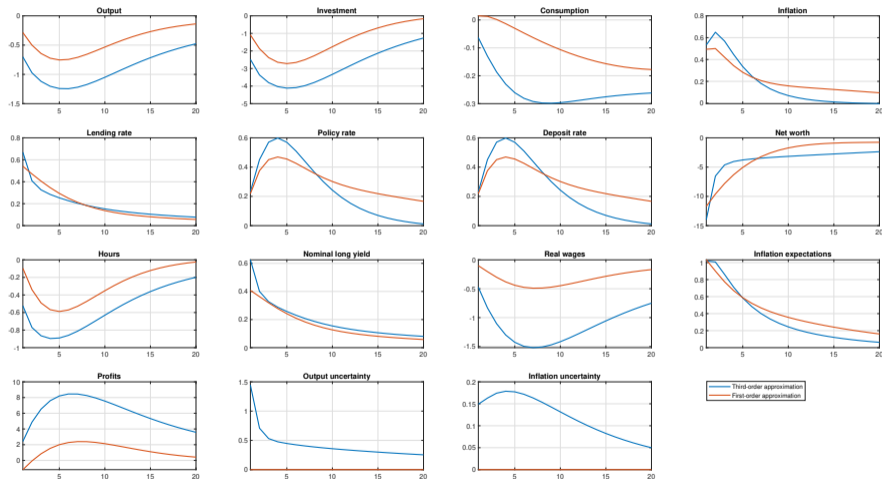 Output
0
-0.5
-1
-1.5
5 10 15 20
Investment
0
-1
-2
-3
-4
-5
5 10 15 20
Consumption
0
-0.1
-0.2
-0.3
5 10 15 20
Inflation
0.8
0.6
0.4
0.2
0
5 10 15 20
Lending rate
0.8
0.6
0.4
0.2
0
5 10 15 20
Policy rate
0.6
0.4
0.2
0
5 10 15 20
Deposit rate
0.6
0.4
0.2
0
5 10 15 20
Net worth
0
-5
-10
-15
5 10 15 20
Hours
0
-0.2
-0.4
-0.6
-0.8
-1
5 10 15 20
Nominal long yield
0.6
0.4
0.2
0
5 10 15 20
Real wages
0
-0.5
-1
-1.5
5 10 15 20
Inflation expectations
1
0.8
0.6
0.4
0.2
0
5 10 15 20
Profits
10
8
6
4
2
0
5 10 15 20
Output uncertainty
1.5
1
0.5
0
5 10 15 20
Inflation uncertainty
0.2
0.15
0.1
0.05
0
5 10 15 20
Third-order approximation
First-order approximation